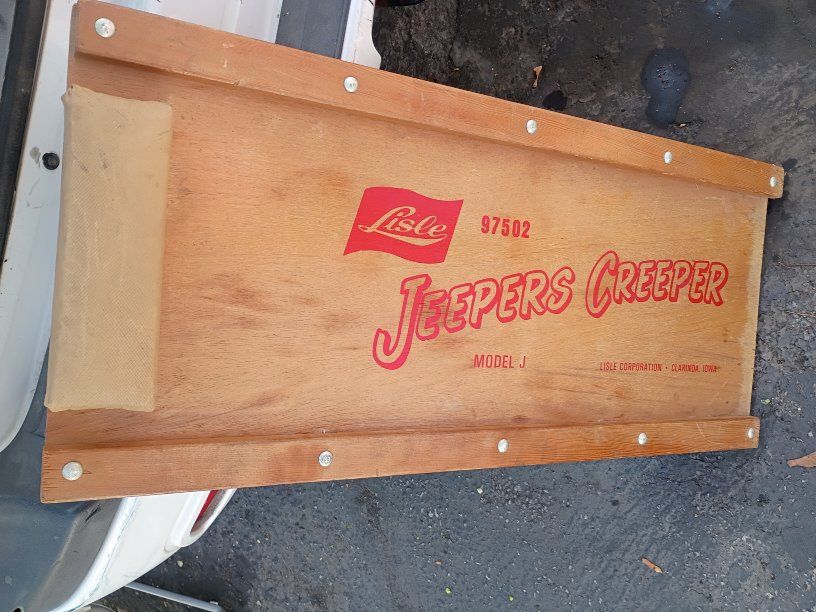 Lisle
97502
JEEPERS CREEPER
MODEL J
LISLE CORPORATION • CLARINDA, IOWA